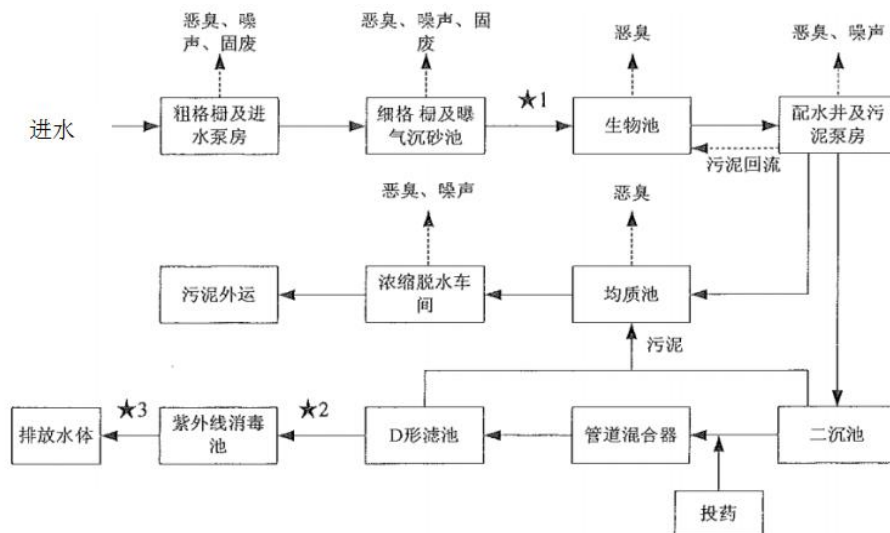 恶臭、噪
声、固废
恶臭、噪声、固
废
恶臭
恶臭、噪声
进水
粗格栅及进
水泵房
细格 栅及曝
气沉砂池
★1
生物池
配水井及污
泥泵房
污泥回流
恶臭、噪声
恶臭
污泥外运
浓缩脱水车
间
均质池
污泥
排放水体
★3
紫外线消毒
池
★2
D形滤池
管道混合器
二沉池
投药